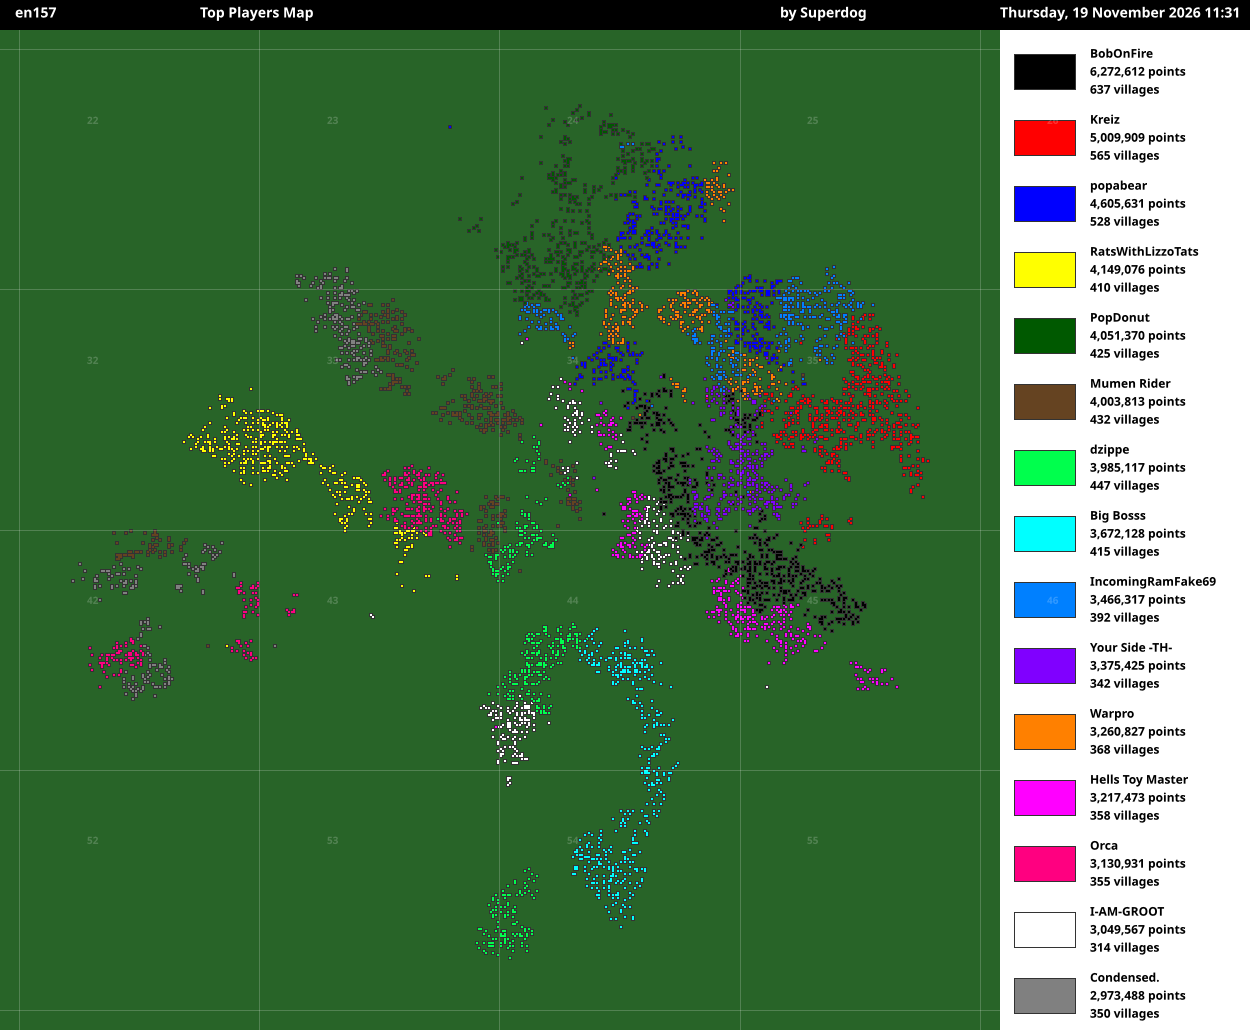 en157 Top Players Map by Superdog Thursday, 19 November 2026 11:31
BobOnFire
6,272,612 points
637 villages
Kreiz
5,009,909 points
565 villages
popabear
4,605,631 points
528 villages
RatsWithLizzoTats
4,149,076 points
410 villages
PopDonut
4,051,370 points
425 villages
Mumen Rider
4,003,813 points
432 villages
dzippe
3,985,117 points
447 villages
Big Bosss
3,672,128 points
415 villages
IncomingRamFake69
3,466,317 points
392 villages
Your Side -TH-
3,375,425 points
342 villages
Warpro
3,260,827 points
368 villages
Hells Toy Master
3,217,473 points
358 villages
Orca
3,130,931 points
355 villages
I-AM-GROOT
3,049,567 points
314 villages
Condensed.
2,973,488 points
350 villages
22 23 24 25
32 33 34 35
42 43 44 45 46
52 53 54 55